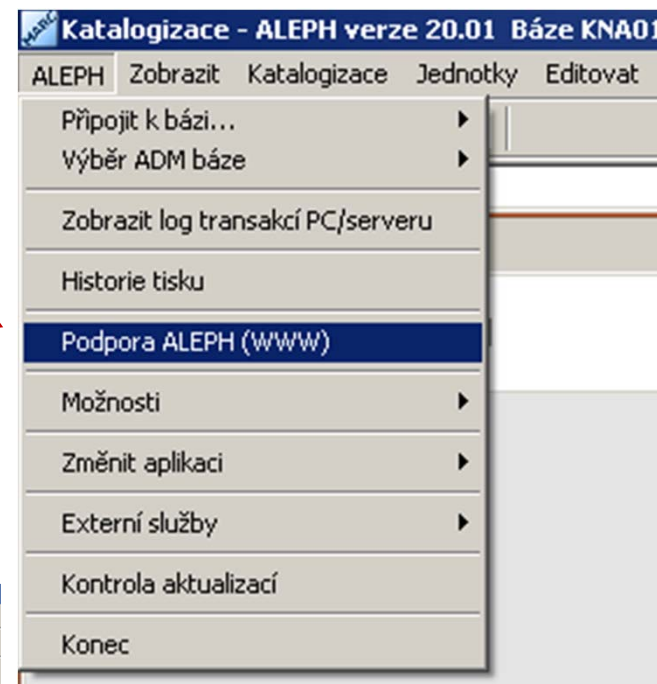 MARC
Katalogizace - ALEPH verze 20.01 Báze KNA01
ALEPH Zobrazit Katalogizace Jednotky Editovat
Připojit k bázi...
Výběr ADM báze
Zobrazit log transakcí PC/serveru
Historie tisku
Podpora ALEPH (WWW)
Možnosti
Změnit aplikaci
Externí služby
Kontrola aktualizací
Konec